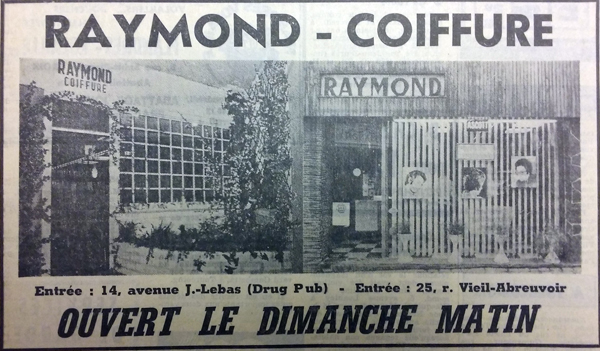 RAYMOND - COIFFURE
RAYMOND
COIFFURE
RAYMOND
Entrée : 14, avenue J.-Lebas (Drug Pub) - Entrée : 25, r. Vieil-Abreuvoir
OUVERT LE DIMANCHE MATIN